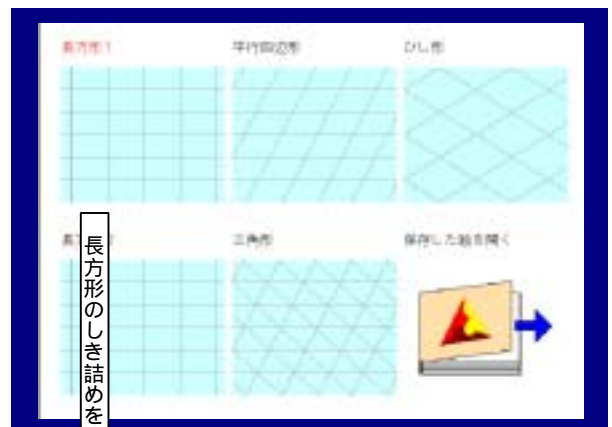 長方形1
平行四辺形
ひし形
三角形
保存した絵を開く
長方形のしき詰めを